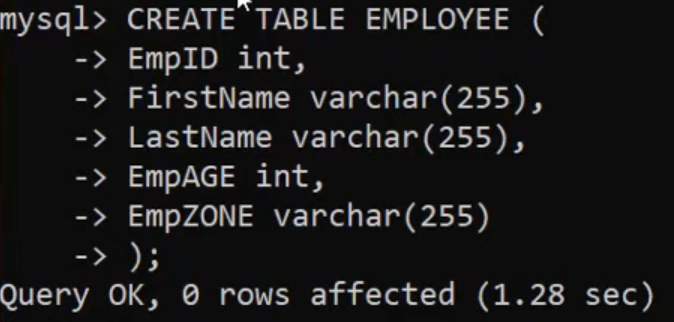 mysql> CREATE TABLE EMPLOYEE (
    -> EmpID int,
    -> FirstName varchar(255),
    -> LastName varchar(255),
    -> EmpAGE int,
    -> EmpZONE varchar(255)
    -> );
Query OK, 0 rows affected (1.28 sec)